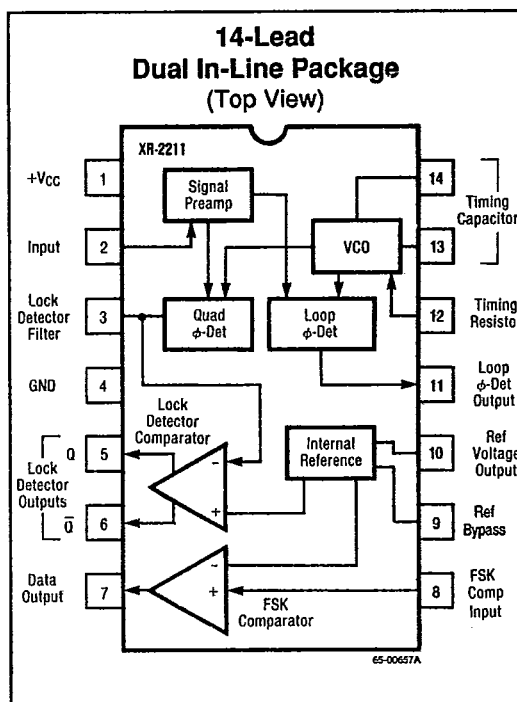 14-Lead
Dual In-Line Package
(Top View)
XR-2211
+VCC
1
Input
2
Lock
Detector
Filter
3
GND
4
Q
5
Lock
Detector
Outputs
Q̅
6
Data
Output
7
Signal
Preamp
VCO
Quad
ϕ-Det
Loop
ϕ-Det
Lock
Detector
Comparator
-
+
Internal
Reference
-
+
FSK
Comparator
14
Timing
Capacitor
13
12
Timing
Resistor
11
Loop
ϕ-Det
Output
10
Ref
Voltage
Output
9
Ref
Bypass
8
FSK
Comp
Input
65-00657A